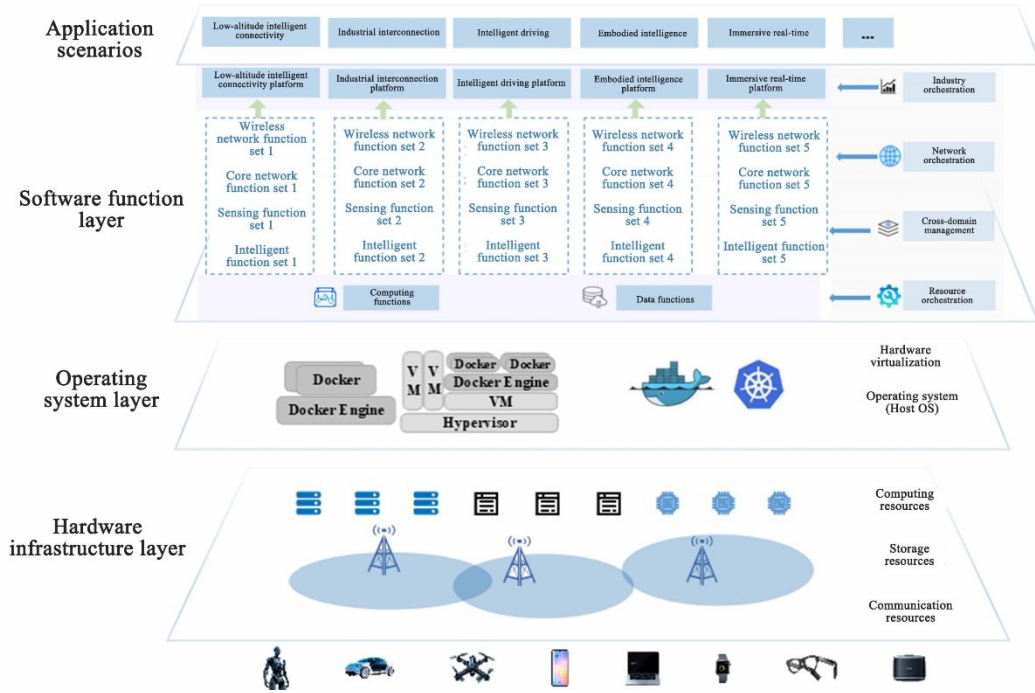 Application
scenarios
Low-altitude intelligent
connectivity
Industrial interconnection
Intelligent driving
Embodied intelligence
Immersive real-time
...
Low-altitude intelligent
connectivity platform
Industrial interconnection
platform
Intelligent driving platform
Embodied intelligence
platform
Immersive real-time
platform
Industry
orchestration
Software function
layer
Wireless
network function
set 1
Core network
function set 1
Sensing function
set 1
Intelligent
function set 1
Wireless network
function set 2
Core network
function set 2
Sensing function
set 2
Intelligent
function set 2
Wireless network
function set 3
Core network
function set 3
Sensing function
set 3
Intelligent
function set 3
Wireless network
function set 4
Core network
function set 4
Sensing function
set 4
Intelligent
function set 4
Wireless network
function set 5
Core network
function set 5
Sensing function
set 5
Intelligent function
set 5
Network
orchestration
Cross-domain
management
Resource
orchestration
Computing
functions
Data functions
Operating
system layer
Docker
Docker Engine
V
M
V
M
Docker
Docker
Docker Engine
VM
Hypervisor
Hardware
virtualization
Operating system
(Host OS)
Hardware
infrastructure layer
Computing
resources
Storage
resources
Communication
resources